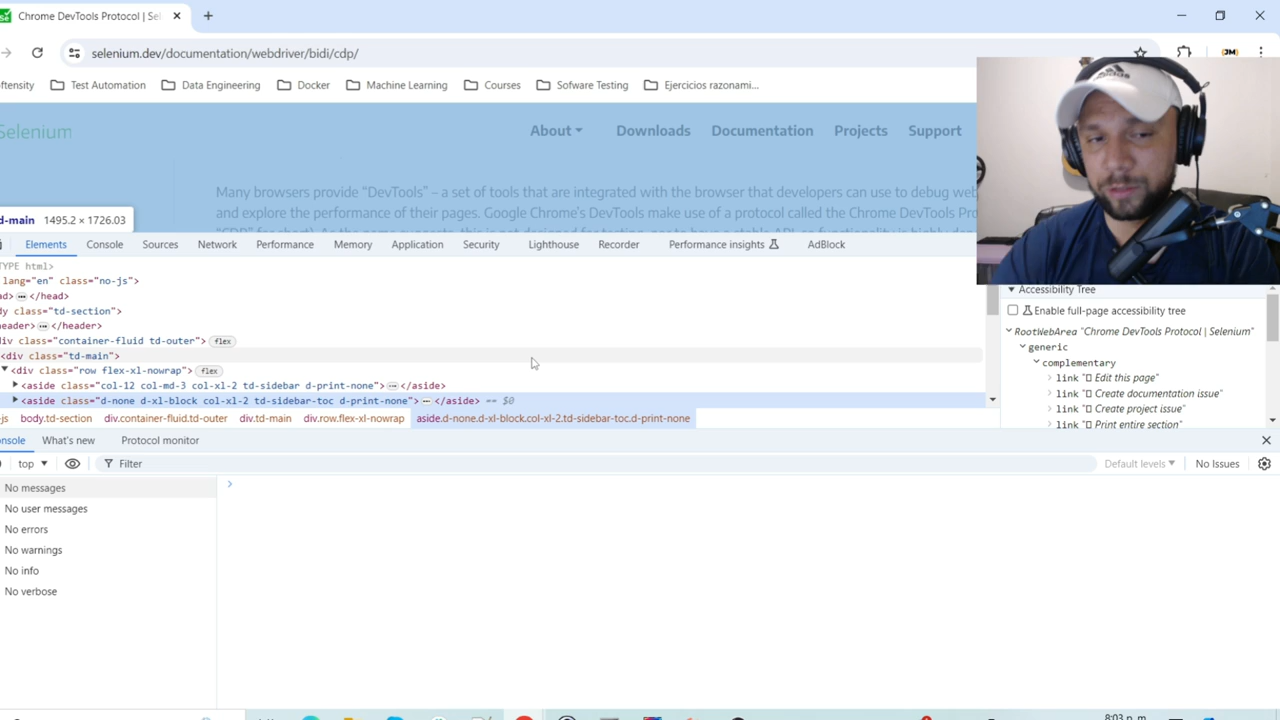 Chrome DevTools Protocol | Sel
selenium.dev/documentation/webdriver/bidi/cdp/
JM
ftensity Test Automation Data Engineering Docker Machine Learning Courses Sofware Testing Ejercicios razonami...
Selenium About Downloads Documentation Projects Support
Many browsers provide “DevTools” – a set of tools that are integrated with the browser that developers can use to debug web
and explore the performance of their pages. Google Chrome's DevTools make use of a protocol called the Chrome DevTools Pro
d-main 1495.2 × 1726.03
Elements Console Sources Network Performance Memory Application Security Lighthouse Recorder Performance insights AdBlock
TYPE html>
lang="en" class="no-js">
ad> ... </head>
dy class="td-section">
header> ... </header>
div class="container-fluid td-outer"> flex
<div class="td-main">
<div class="row flex-xl-nowrap"> flex
<aside class="col-12 col-md-3 col-xl-2 td-sidebar d-print-none"> ... </aside>
<aside class="d-none d-xl-block col-xl-2 td-sidebar-toc d-print-none"> ... </aside> == $0
-js body.td-section div.container-fluid.td-outer div.td-main div.row.flex-xl-nowrap aside.d-none.d-xl-block.col-xl-2.td-sidebar-toc.d-print-none
Accessibility Tree
Enable full-page accessibility tree
RootWebArea "Chrome DevTools Protocol | Selenium"
generic
complementary
link " Edit this page"
link " Create documentation issue"
link " Create project issue"
link " Print entire section"
onsole What's new Protocol monitor
top Filter Default levels No Issues
No messages
No user messages
No errors
No warnings
No info
No verbose
8:03 p. m.